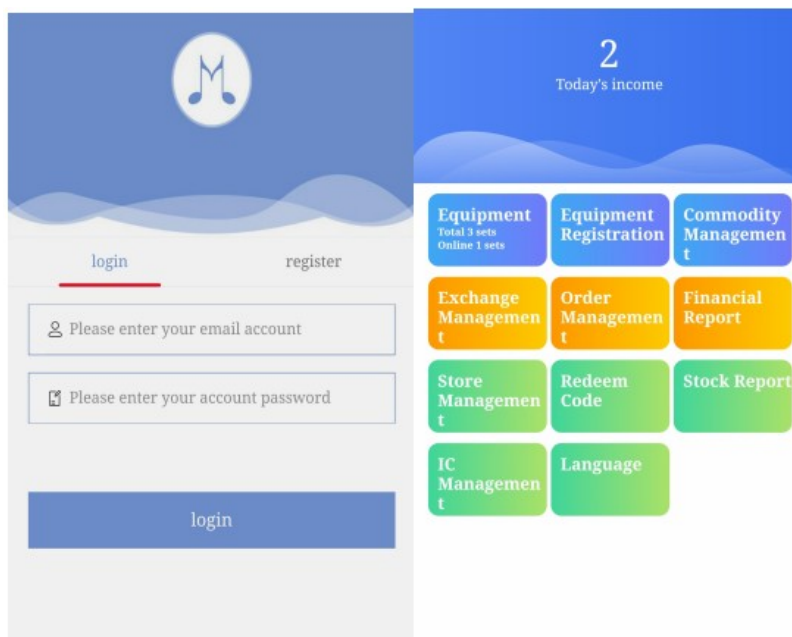 login
register
Please enter your email account
Please enter your account password
login
2
Today's income
Equipment
Total 3 sets
Online 1 sets
Equipment
Registration
Commodity
Managemen
t
Exchange
Managemen
t
Order
Managemen
t
Financial
Report
Store
Managemen
t
Redeem
Code
Stock Report
IC
Managemen
t
Language